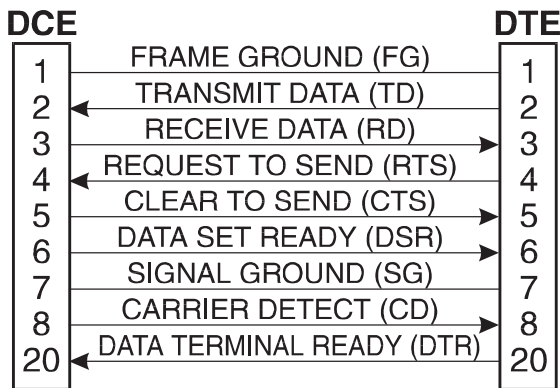 DCE DTE
1 FRAME GROUND (FG) 1
2 TRANSMIT DATA (TD) 2
3 RECEIVE DATA (RD) 3
4 REQUEST TO SEND (RTS) 4
5 CLEAR TO SEND (CTS) 5
6 DATA SET READY (DSR) 6
7 SIGNAL GROUND (SG) 7
8 CARRIER DETECT (CD) 8
20 DATA TERMINAL READY (DTR) 20